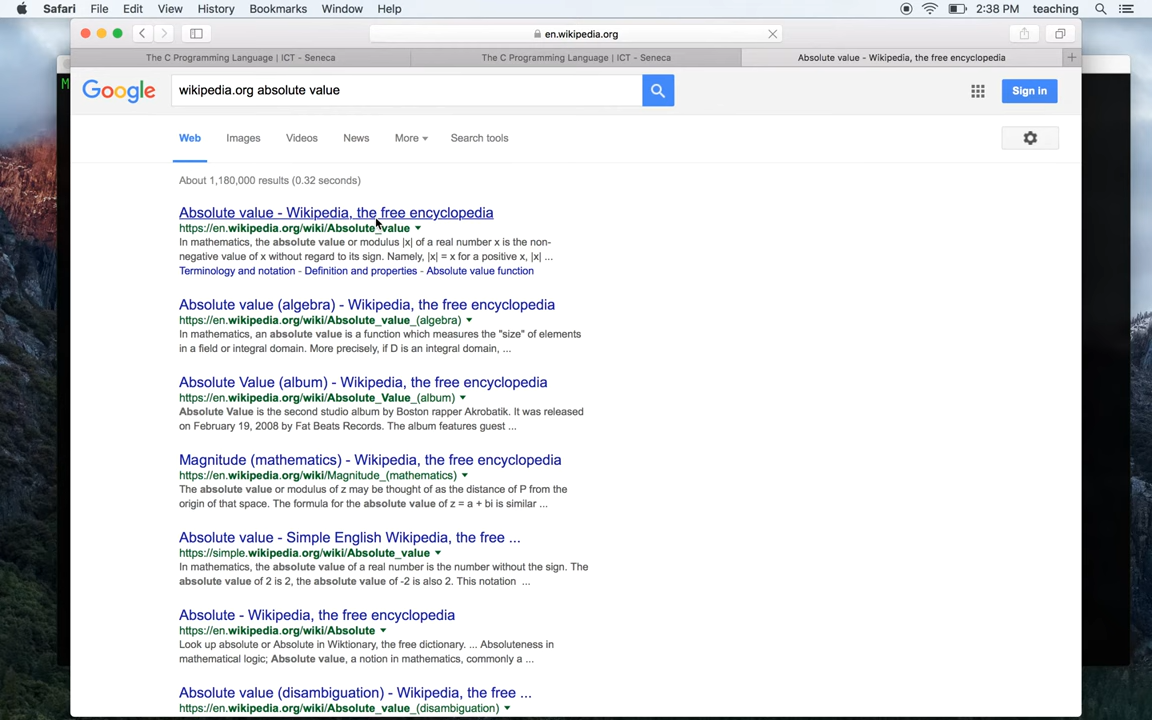 Safari File Edit View History Bookmarks Window Help 2:38 PM teaching
en.wikipedia.org
The C Programming Language | ICT - Seneca The C Programming Language | ICT - Seneca Absolute value - Wikipedia, the free encyclopedia
M
Google wikipedia.org absolute value Sign in
Web Images Videos News More Search tools
About 1,180,000 results (0.32 seconds)
Absolute value - Wikipedia, the free encyclopedia
https://en.wikipedia.org/wiki/Absolute_value
In mathematics, the absolute value or modulus |x| of a real number x is the non-
negative value of x without regard to its sign. Namely, |x| = x for a positive x, |x| ...
Terminology and notation - Definition and properties - Absolute value function
Absolute value (algebra) - Wikipedia, the free encyclopedia
https://en.wikipedia.org/wiki/Absolute_value_(algebra)
In mathematics, an absolute value is a function which measures the "size" of elements
in a field or integral domain. More precisely, if D is an integral domain, ...
Absolute Value (album) - Wikipedia, the free encyclopedia
https://en.wikipedia.org/wiki/Absolute_Value_(album)
Absolute Value is the second studio album by Boston rapper Akrobatik. It was released
on February 19, 2008 by Fat Beats Records. The album features guest ...
Magnitude (mathematics) - Wikipedia, the free encyclopedia
https://en.wikipedia.org/wiki/Magnitude_(mathematics)
The absolute value or modulus of z may be thought of as the distance of P from the
origin of that space. The formula for the absolute value of z = a + bi is similar ...
Absolute value - Simple English Wikipedia, the free ...
https://simple.wikipedia.org/wiki/Absolute_value
In mathematics, the absolute value of a real number is the number without the sign. The
absolute value of 2 is 2, the absolute value of -2 is also 2. This notation ...
Absolute - Wikipedia, the free encyclopedia
https://en.wikipedia.org/wiki/Absolute
Look up absolute or Absolute in Wiktionary, the free dictionary. ... Absoluteness in
mathematical logic; Absolute value, a notion in mathematics, commonly a ...
Absolute value (disambiguation) - Wikipedia, the free ...
https://en.wikipedia.org/wiki/Absolute_value_(disambiguation)